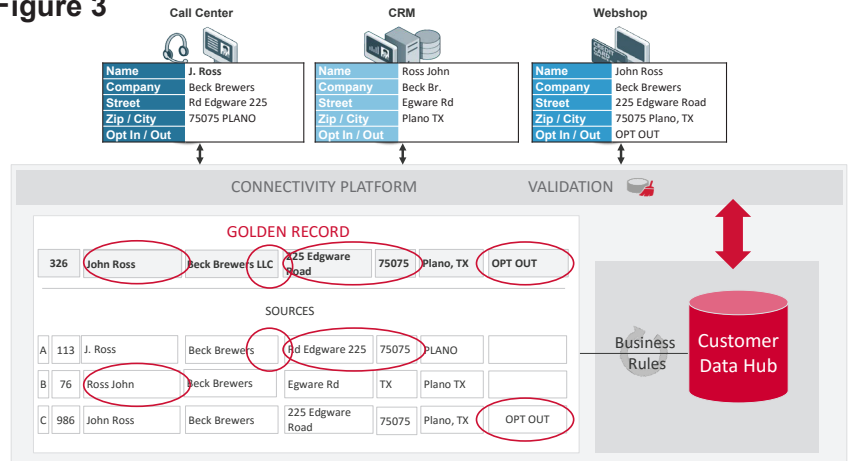 Figure 3
Call Center CRM Webshop
Name J. Ross
Company Beck Brewers
Street Rd Edgware 225
Zip / City 75075 PLANO
Opt In / Out
Name Ross John
Company Beck Br.
Street Egware Rd
Zip / City Plano TX
Opt In / Out
CREDIT CARD
Name John Ross
Company Beck Brewers
Street 225 Edgware Road
Zip / City 75075 Plano, TX
Opt In / Out OPT OUT
CONNECTIVITY PLATFORM VALIDATION
GOLDEN RECORD
326 John Ross Beck Brewers LLC 225 Edgware Road 75075 Plano, TX OPT OUT
SOURCES
A 113 J. Ross Beck Brewers Rd Edgware 225 75075 PLANO
B 76 Ross John Beck Brewers Egware Rd TX Plano TX
C 986 John Ross Beck Brewers 225 Edgware Road 75075 Plano, TX OPT OUT
Business
Rules
Customer
Data Hub